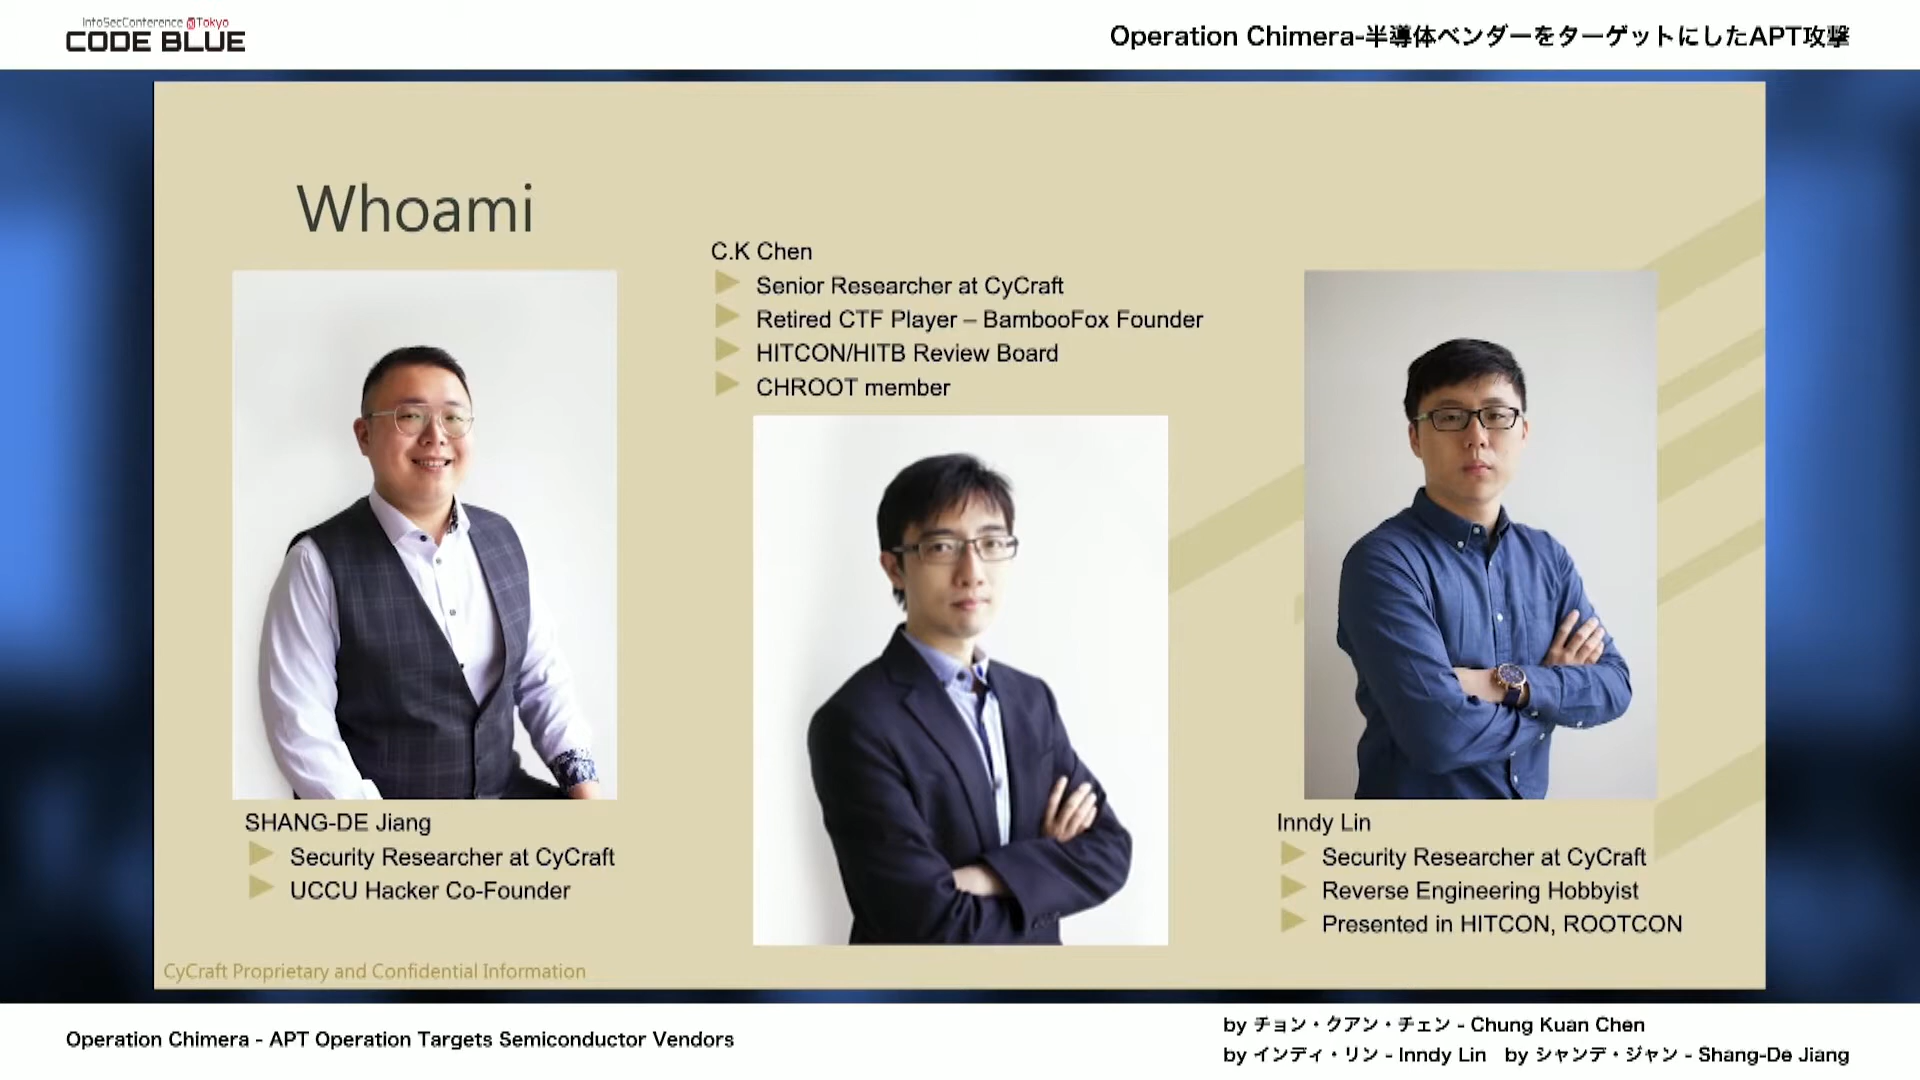 InfoSecConference @Tokyo
CODE BLUE
Operation Chimera-半導体ベンダーをターゲットにしたAPT攻撃
Whoami
C.K Chen
Senior Researcher at CyCraft
Retired CTF Player – BambooFox Founder
HITCON/HITB Review Board
CHROOT member
SHANG-DE Jiang
Security Researcher at CyCraft
UCCU Hacker Co-Founder
Inndy Lin
Security Researcher at CyCraft
Reverse Engineering Hobbyist
Presented in HITCON, ROOTCON
CyCraft Proprietary and Confidential Information
Operation Chimera - APT Operation Targets Semiconductor Vendors
by チョン・クアン・チェン - Chung Kuan Chen
by インディ・リン - Inndy Lin by シャンデ・ジャン - Shang-De Jiang